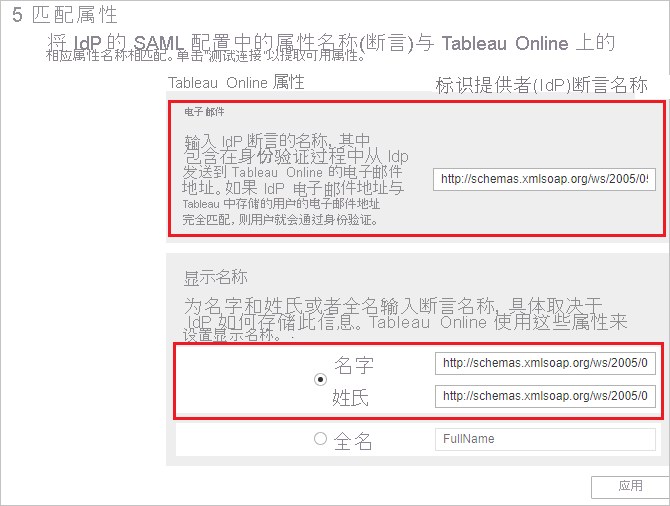 5 匹配属性
将 IdP 的 SAML 配置中的属性名称(断言)与 Tableau Online 上的
相应属性名称相匹配。单击"测试连接"以提取可用属性。
Tableau Online 属性
标识提供者(IdP)断言名称
电子邮件
输入 IdP 断言的名称, 其中
包含在身份验证过程中从 Idp
发送到 Tableau Online 的电子邮件
地址。如果 IdP 电子邮件地址与
Tableau 中存储的用户的电子邮件地址
完全匹配, 则用户就会通过身份验证。
http://schemas.xmlsoap.org/ws/2005/05
显示名称
为名字和姓氏或者全名输入断言名称, 具体取决于
IdP 如何存储此信息。Tableau Online 使用这些属性来
设置显示名称。.
名字
http://schemas.xmlsoap.org/ws/2005/0
姓氏
http://schemas.xmlsoap.org/ws/2005/0
全名
FullName
应用